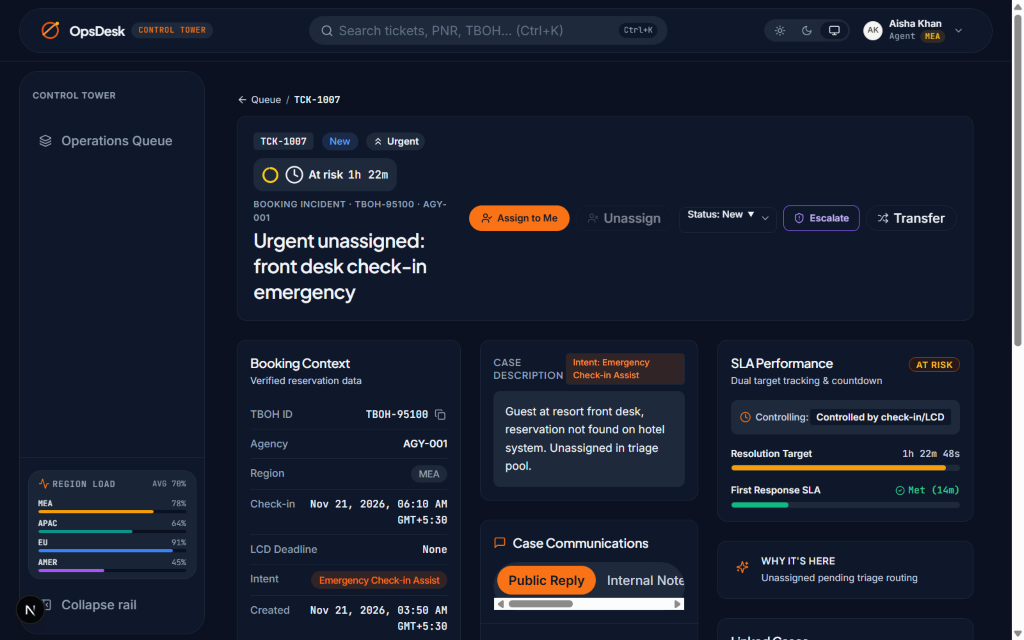 OpsDesk CONTROL TOWER
Search tickets, PNR, TBOH... (Ctrl+K) Ctrl+K
AK Aisha Khan
Agent MEA
CONTROL TOWER
Operations Queue
REGION LOAD AVG 70%
MEA 78%
APAC 64%
EU 91%
AMER 45%
N Collapse rail
← Queue / TCK-1007
TCK-1007 New Urgent
At risk 1h 22m
BOOKING INCIDENT · TBOH-95100 · AGY-
001
Urgent unassigned:
front desk check-in
emergency
Assign to Me Unassign Status: New ▼ Escalate Transfer
Booking Context
Verified reservation data
TBOH ID TBOH-95100
Agency AGY-001
Region MEA
Check-in Nov 21, 2026, 06:10 AM
GMT+5:30
LCD Deadline None
Intent Emergency Check-in Assist
Created Nov 21, 2026, 03:50 AM
GMT+5:30
CASE
DESCRIPTION
Intent: Emergency
Check-in Assist
Guest at resort front desk,
reservation not found on hotel
system. Unassigned in triage
pool.
Case Communications
Public Reply Internal Note
SLA Performance AT RISK
Dual target tracking & countdown
Controlling: Controlled by check-in/LCD
Resolution Target 1h 22m 48s
First Response SLA Met (14m)
WHY IT'S HERE
Unassigned pending triage routing
Linked Cases